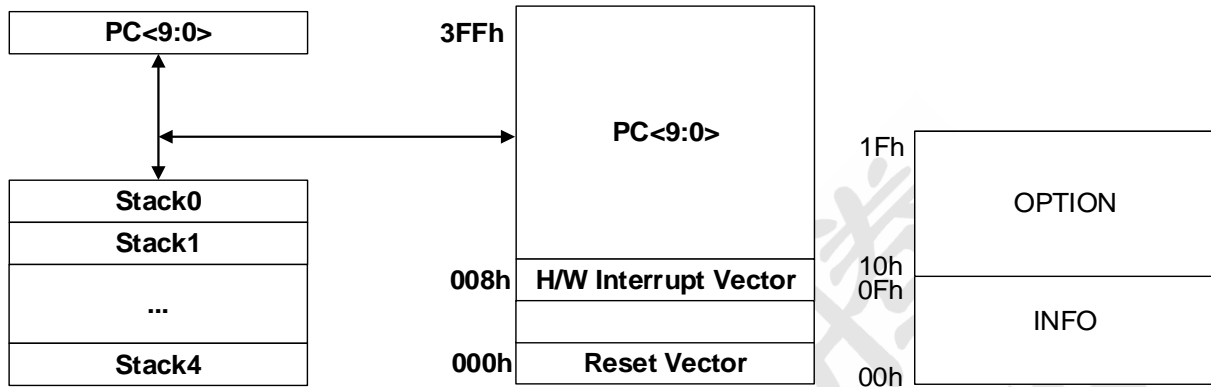 PC<9:0>
Stack0
Stack1
...
Stack4
3FFh
PC<9:0>
008h
H/W Interrupt Vector
000h
Reset Vector
1Fh
OPTION
10h
0Fh
INFO
00h